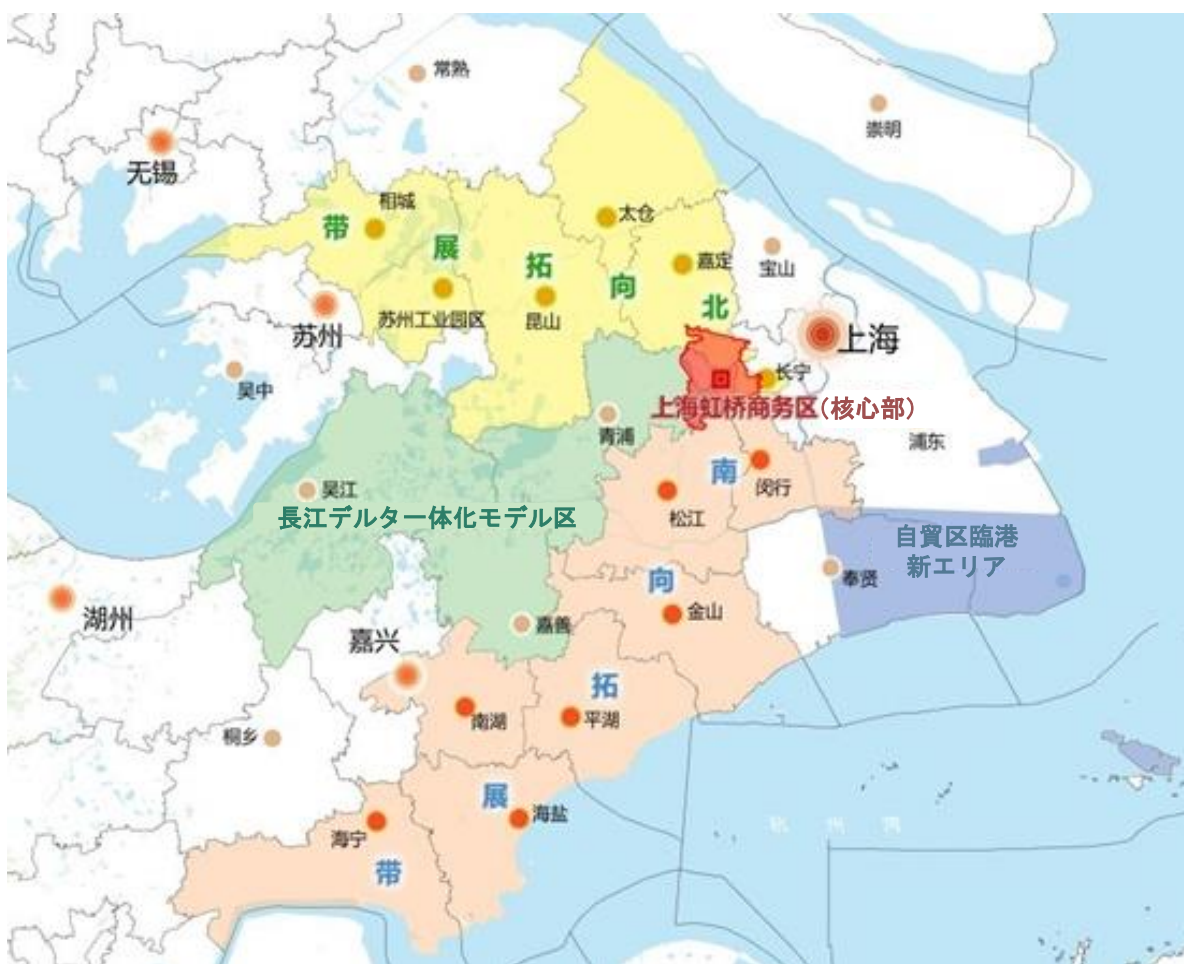 常熟
崇明
无锡
相城
太仓
带
展
拓
向
北
嘉定
宝山
苏州工业园区
昆山
苏州
上海
长宁
吴中
上海虹桥商务区(核心部)
青浦
浦东
南
闵行
吴江
松江
長江デルタ一体化モデル区
自貿区臨港
新エリア
奉贤
向
金山
湖州
嘉善
嘉兴
拓
南湖
平湖
桐乡
展
海盐
海宁
带
杭州湾